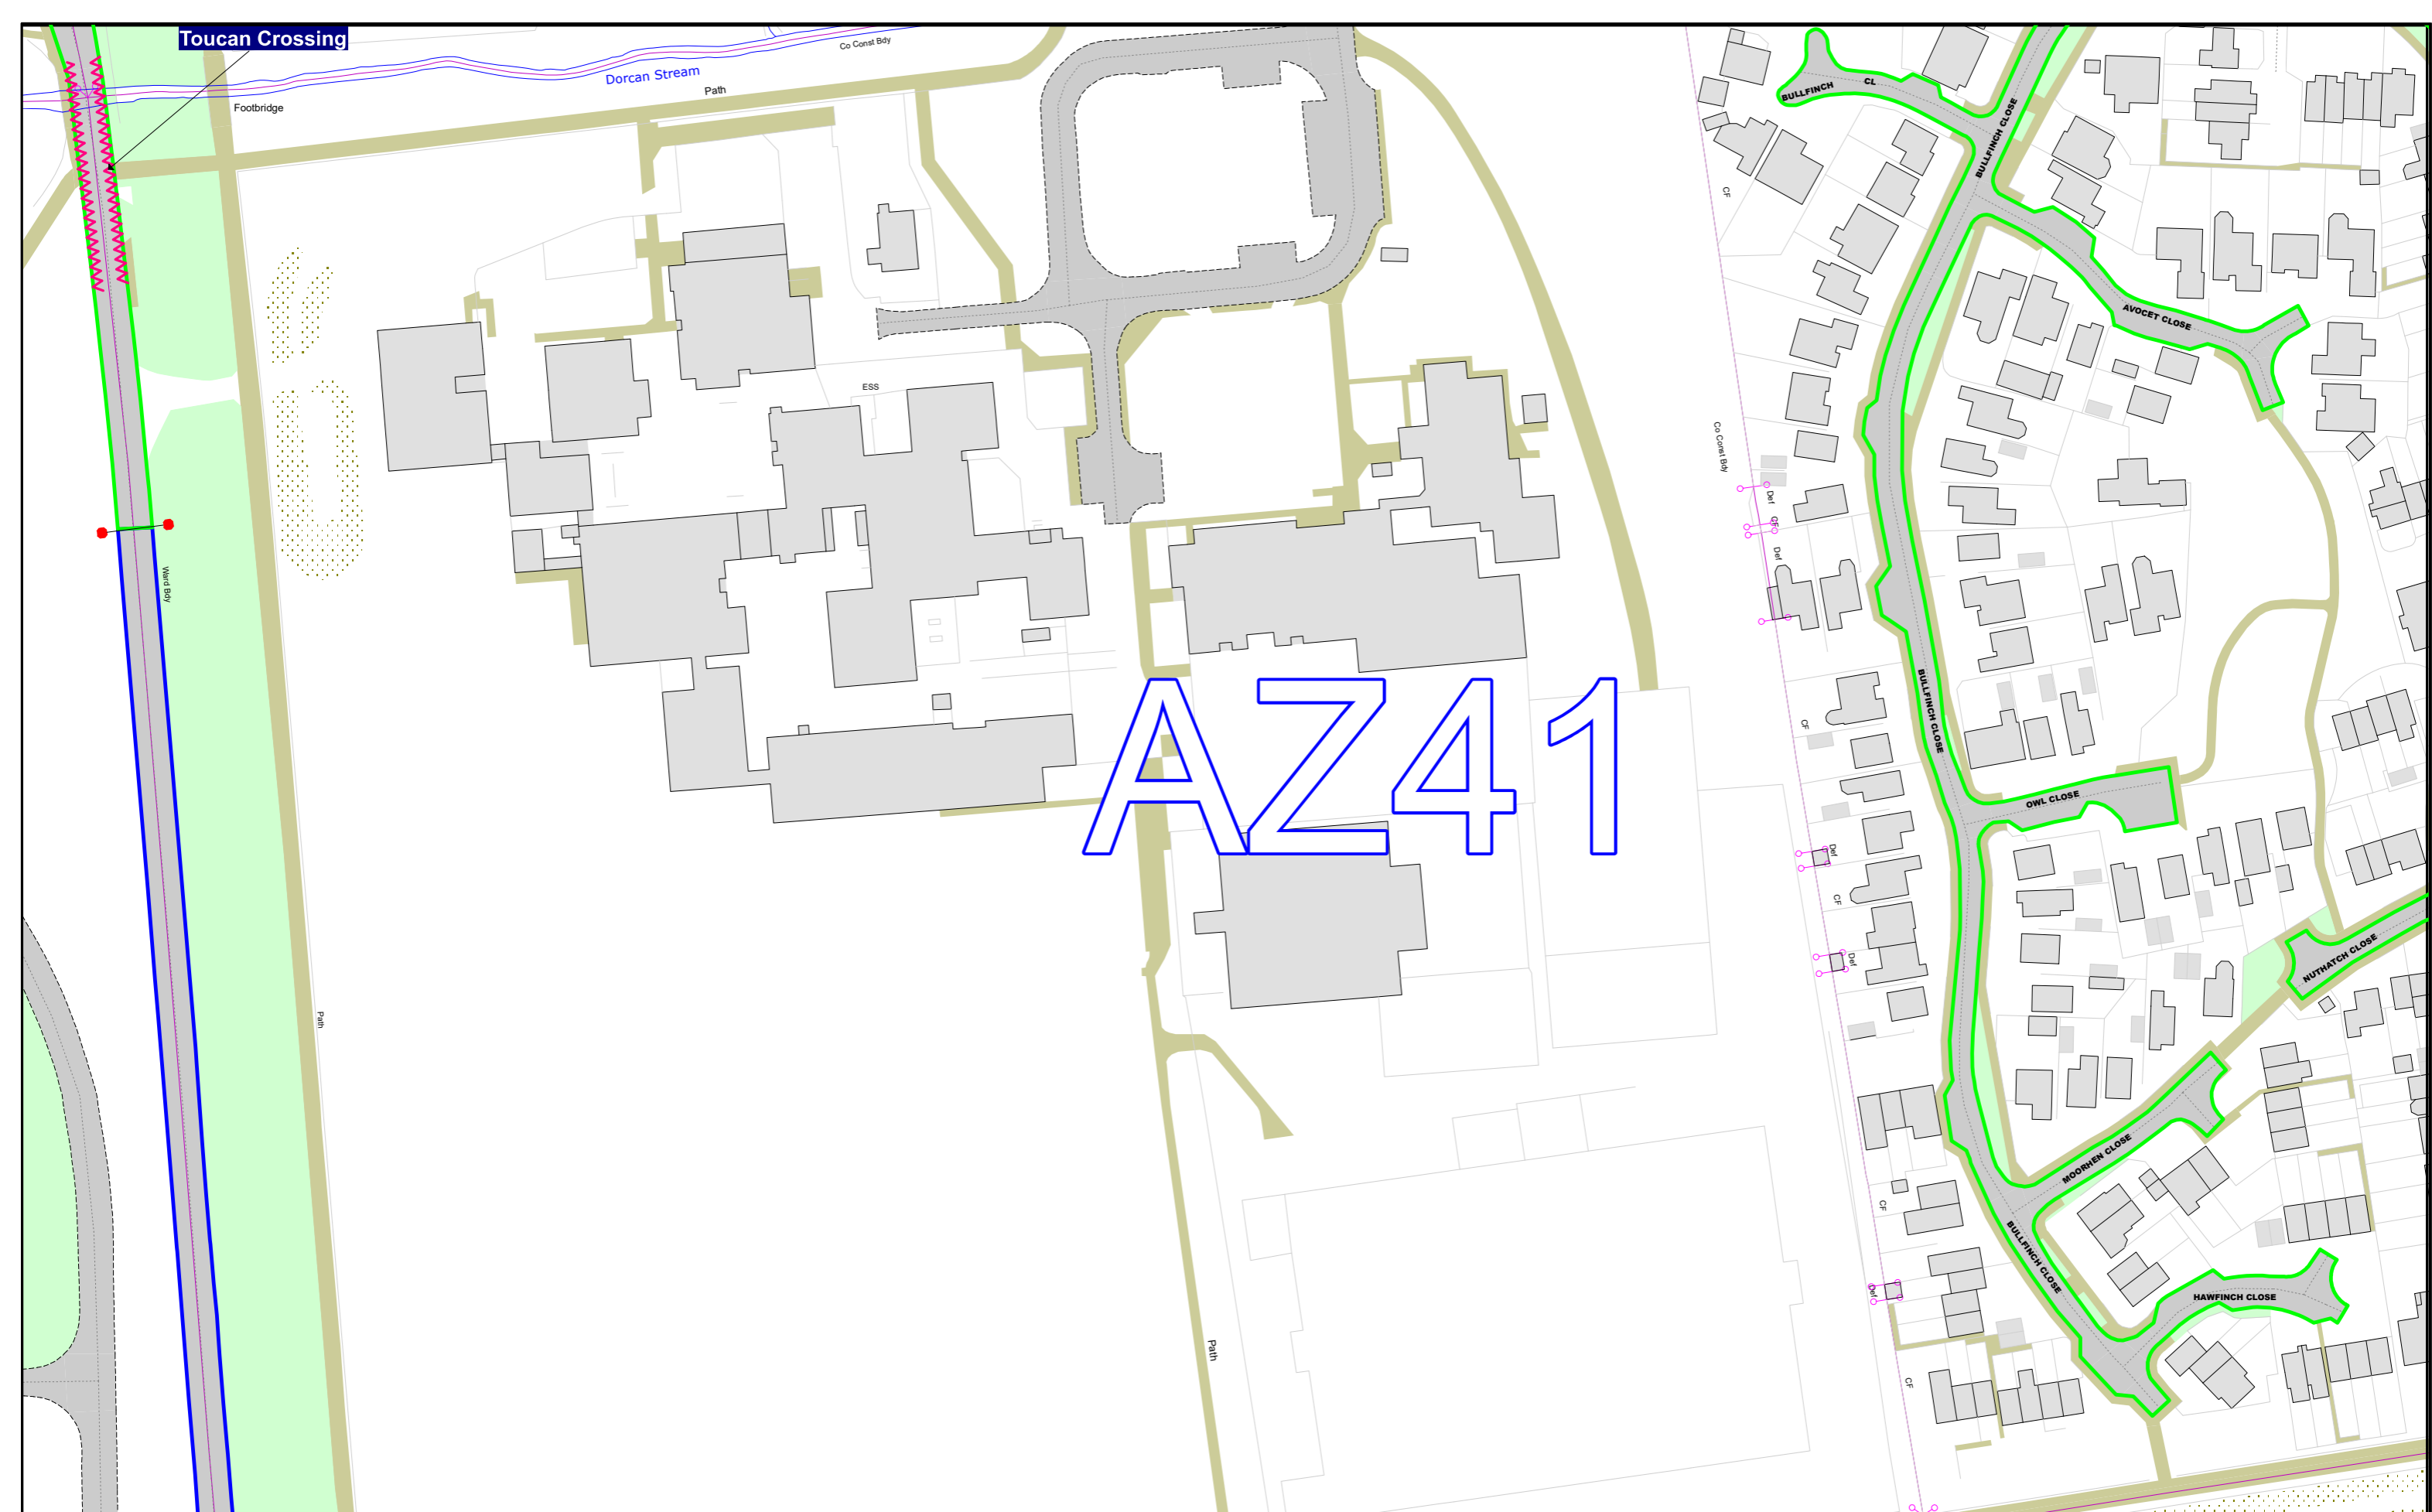 Toucan Crossing
Co Const Bdy
Dorcan Stream
Path
Footbridge
BULLFINCH CL
BULLFINCH CLOSE
CF
AVOCET CLOSE
ESS
Co Const Bdy
Def
CF
Def
Ward Bdy
BULLFINCH CLOSE
CF
AZ41
OWL CLOSE
Def
CF
Def
NUTHATCH CLOSE
Path
MOORHEN CLOSE
CF
BULLFINCH CLOSE
Def
HAWFINCH CLOSE
Path
CF